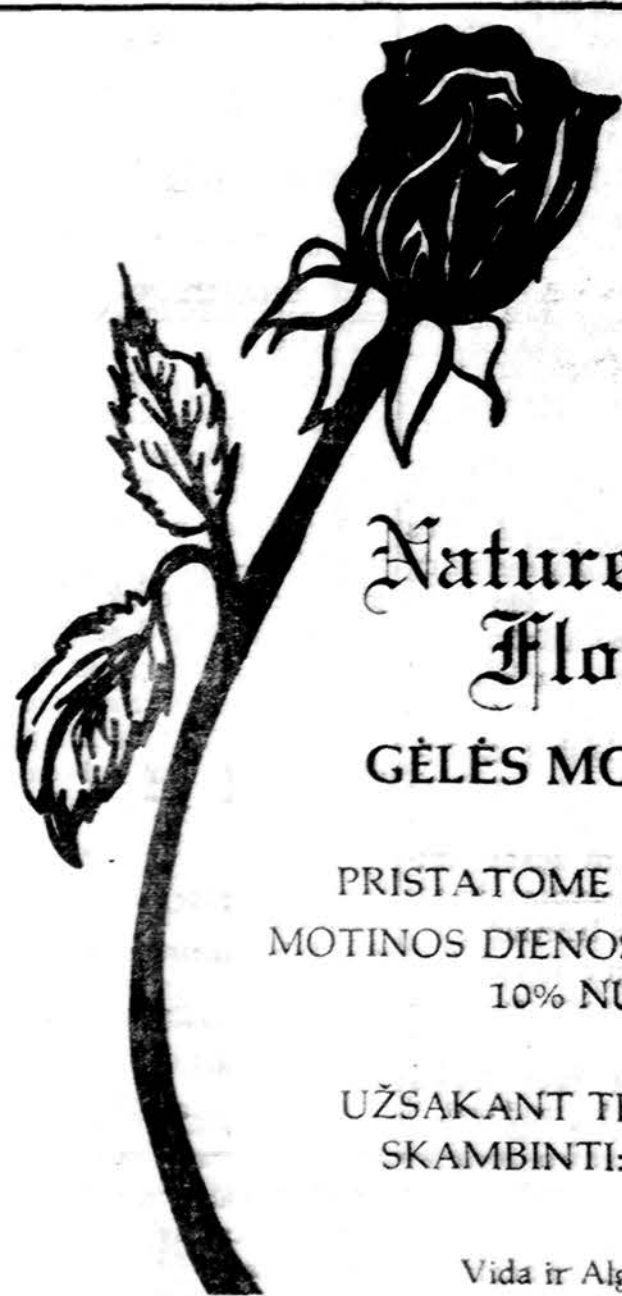 Nature
Flo
GĖLĖS MO
PRISTATOME
MOTINOS DIENOS
10% NU
UŽSAKANT TE
SKAMBINTI:
Vida ir Alg